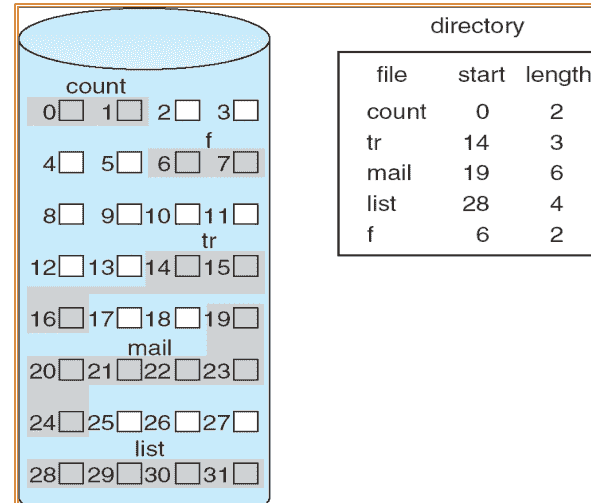 count
0 1 2 3
f
4 5 6 7
8 9 10 11
tr
12 13 14 15
16 17 18 19
mail
20 21 22 23
24 25 26 27
list
28 29 30 31
directory
file start length
count 0 2
tr 14 3
mail 19 6
list 28 4
f 6 2